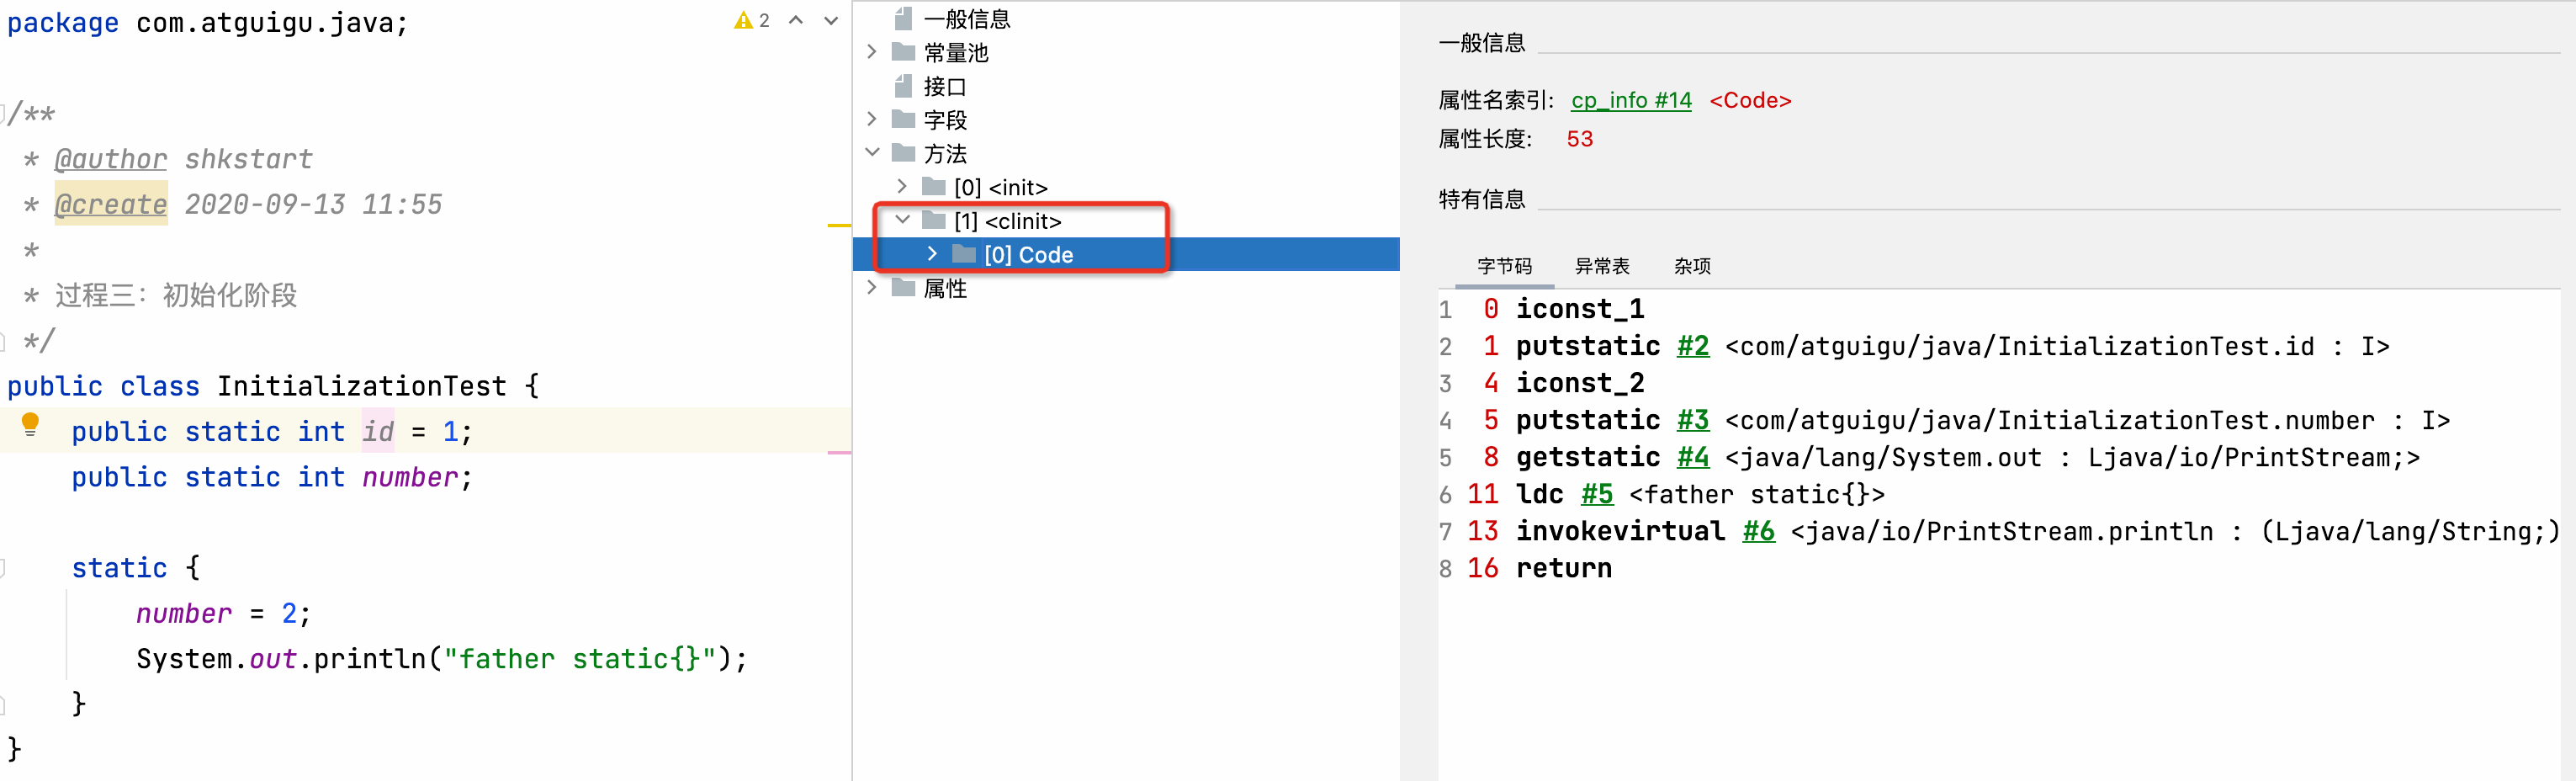 package com.atguigu.java;
2
/**
* @author shkstart
* @create 2020-09-13 11:55
*
* 过程三：初始化阶段
*/
public class InitializationTest {
public static int id = 1;
public static int number;
static {
number = 2;
System.out.println("father static{}");
}
}
一般信息
常量池
接口
字段
方法
[0] <init>
[1] <clinit>
[0] Code
属性
一般信息
属性名索引: cp_info #14 <Code>
属性长度: 53
特有信息
字节码 异常表 杂项
1 0 iconst_1
2 1 putstatic #2 <com/atguigu/java/InitializationTest.id : I>
3 4 iconst_2
4 5 putstatic #3 <com/atguigu/java/InitializationTest.number : I>
5 8 getstatic #4 <java/lang/System.out : Ljava/io/PrintStream;>
6 11 ldc #5 <father static{}>
7 13 invokevirtual #6 <java/io/PrintStream.println : (Ljava/lang/String;)
8 16 return